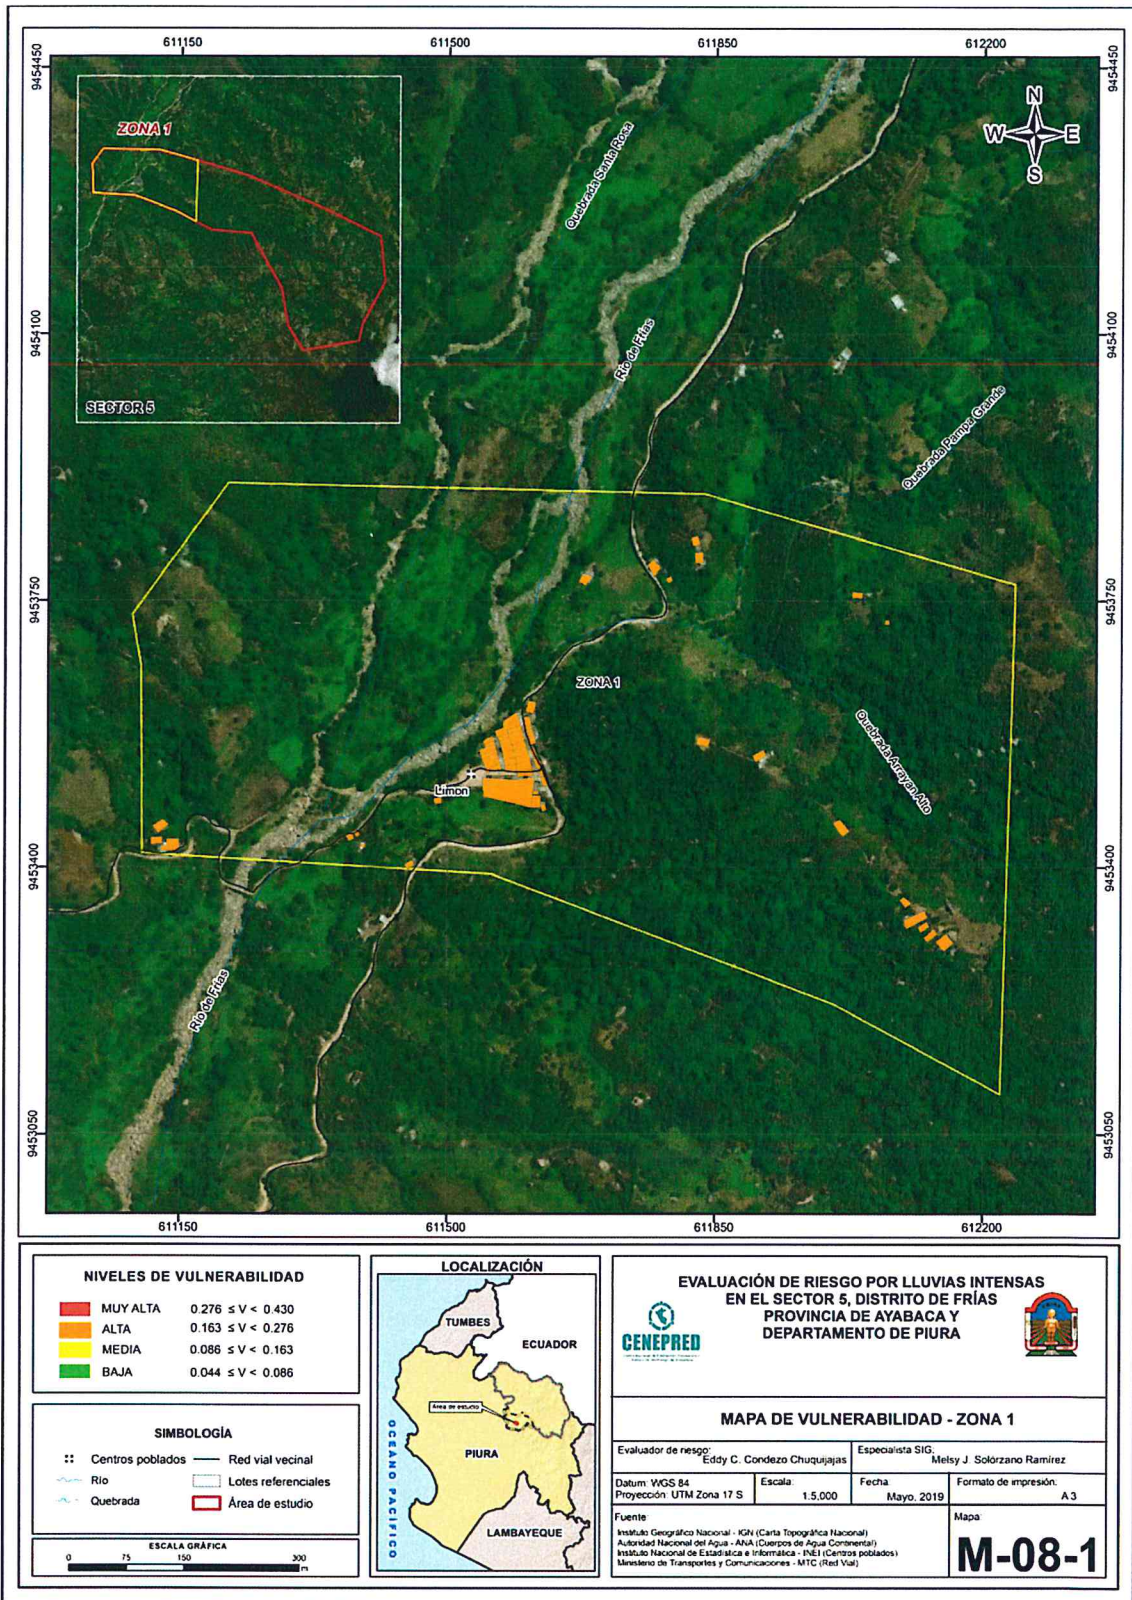 611150
611500
611850
612200
9454450
9454450
N
W
E
S
ZONA 1
SECTOR 5
Quebrada Santa Rosa
Río de Frías
9454100
9454100
Quebrada Pampa Grande
9453750
9453750
ZONA 1
Quebrada Arrayan Alto
Limon
9453400
9453400
Río de Frías
9453050
9453050
611150
611500
611850
612200
NIVELES DE VULNERABILIDAD
MUY ALTA 0.276 ≤ V < 0.430
ALTA 0.163 ≤ V < 0.276
MEDIA 0.086 ≤ V < 0.163
BAJA 0.044 ≤ V < 0.086
SIMBOLOGÍA
Centros poblados
Red vial vecinal
Río
Lotes referenciales
Quebrada
Área de estudio
ESCALA GRÁFICA
0 75 150 300
m
LOCALIZACIÓN
TUMBES
ECUADOR
Área de estudio
PIURA
OCEANO PACIFICO
LAMBAYEQUE
CENEPRED
EVALUACIÓN DE RIESGO POR LLUVIAS INTENSAS
EN EL SECTOR 5, DISTRITO DE FRÍAS
PROVINCIA DE AYABACA Y
DEPARTAMENTO DE PIURA
MAPA DE VULNERABILIDAD - ZONA 1
Evaluador de riesgo:
Eddy C. Condezo Chuquijajas
Especialista SIG:
Melsy J. Solórzano Ramírez
Datum: WGS 84
Proyección: UTM Zona 17 S
Escala:
1:5,000
Fecha
Mayo, 2019
Formato de impresión:
A 3
Fuente
Instituto Geográfico Nacional - IGN (Carta Topográfica Nacional)
Autoridad Nacional del Agua - ANA (Cuerpos de Agua Continental)
Instituto Nacional de Estadística e Informática - INEI (Centros poblados)
Ministerio de Transportes y Comunicaciones - MTC (Red Vial)
Mapa:
M-08-1